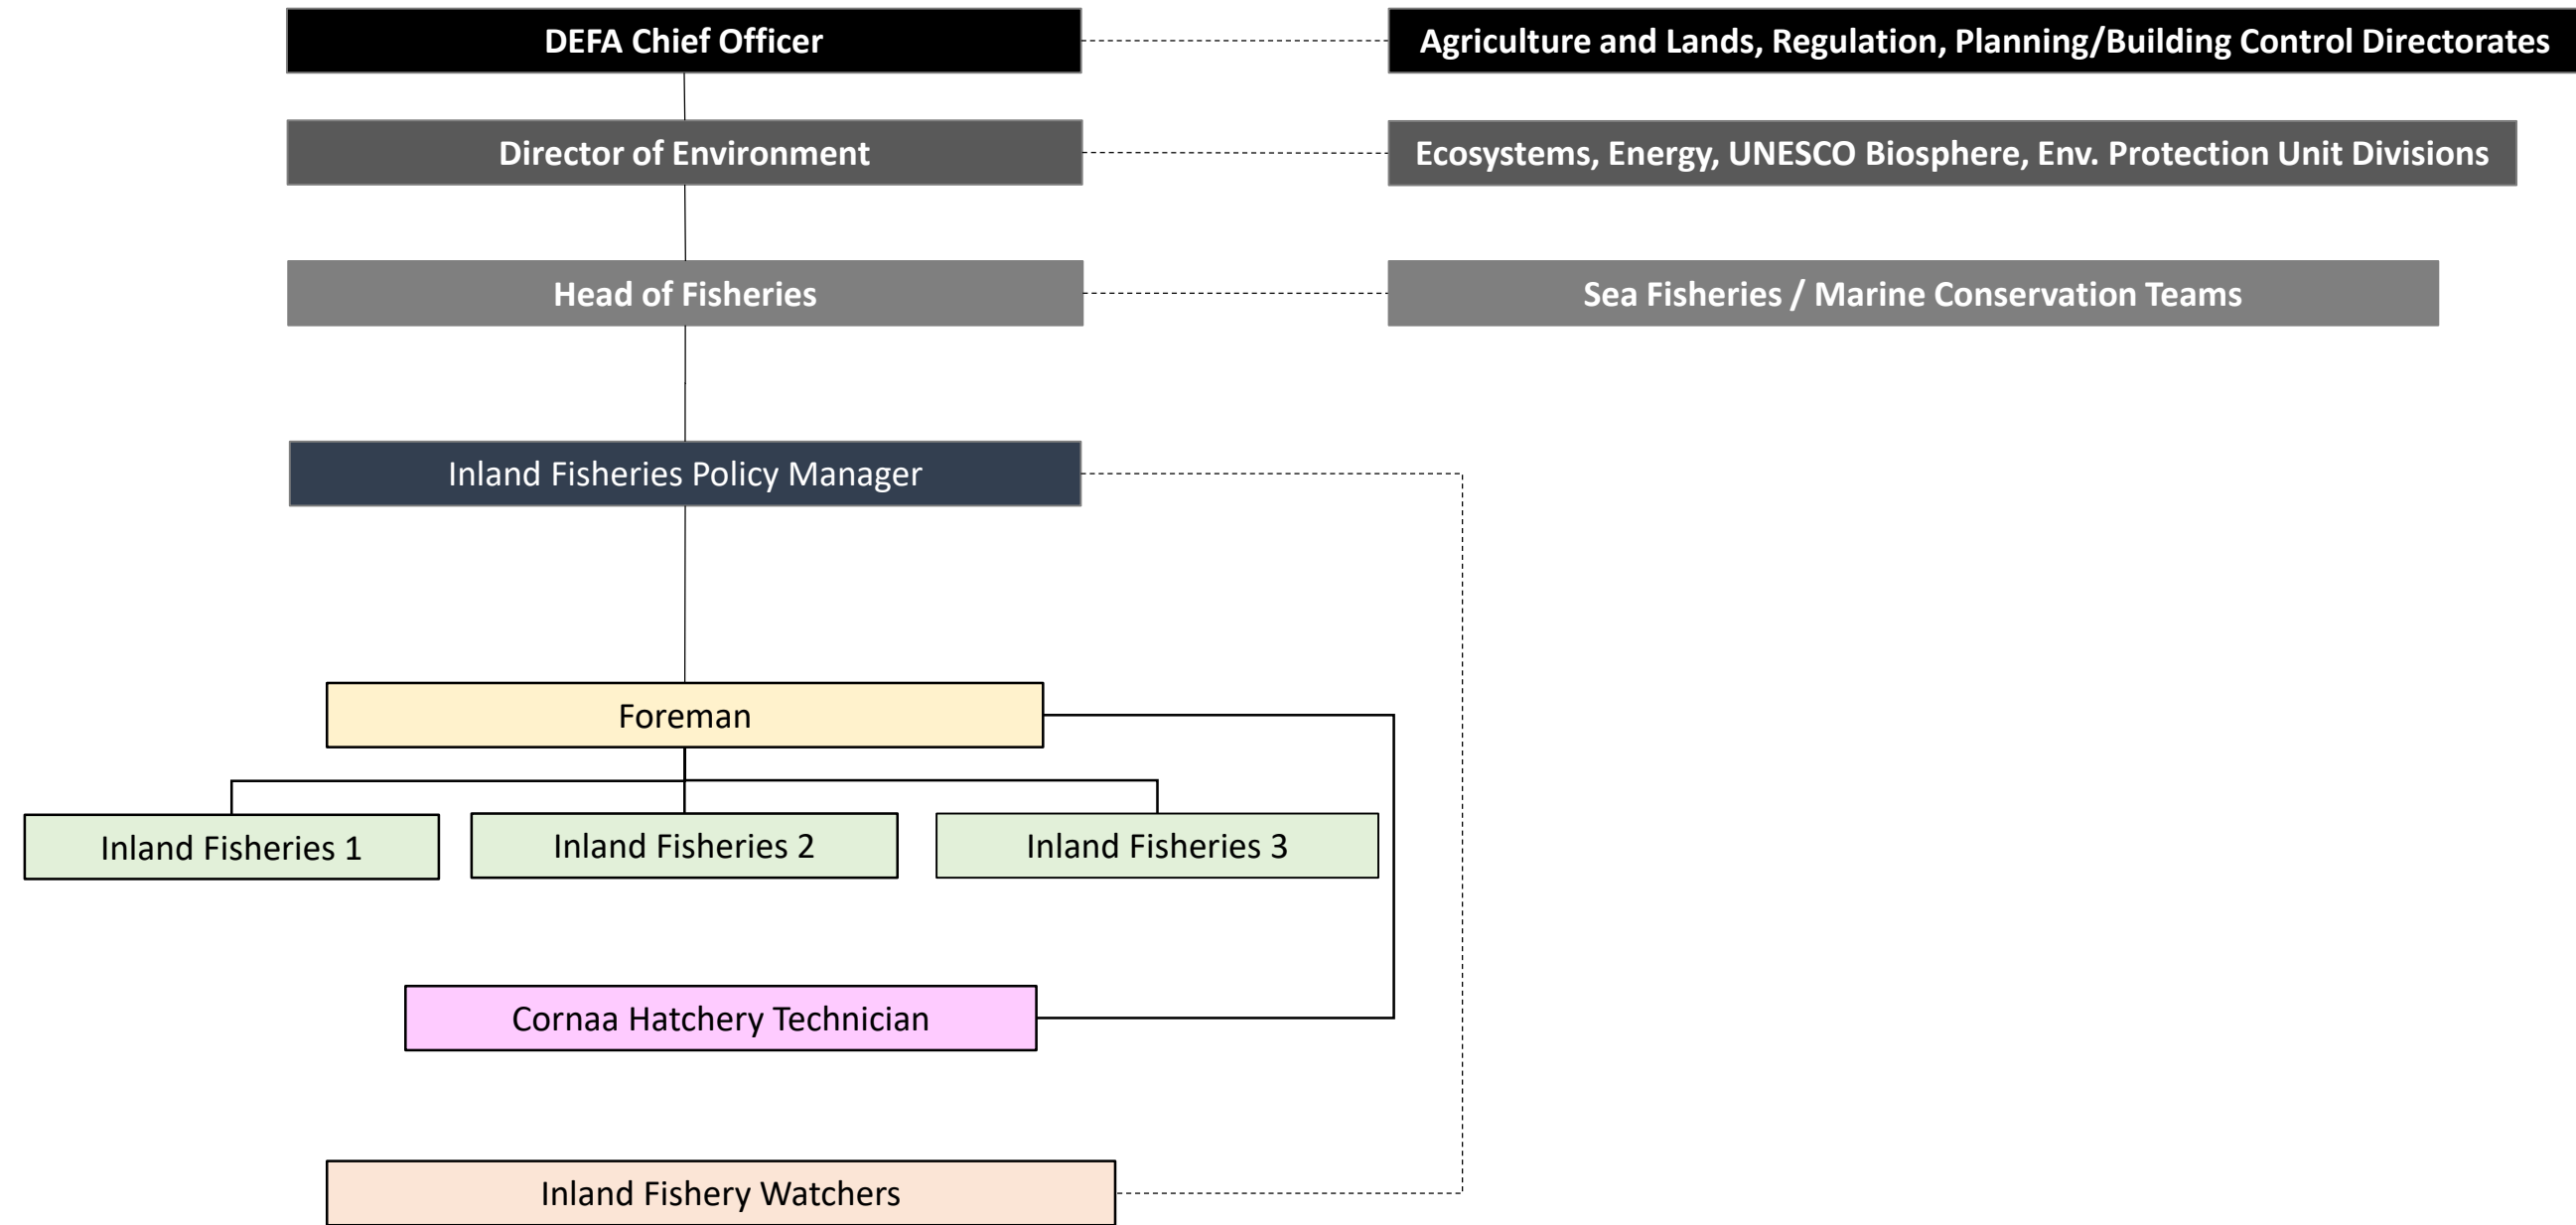 DEFA Chief Officer
Agriculture and Lands, Regulation, Planning/Building Control Directorates
Director of Environment
Ecosystems, Energy, UNESCO Biosphere, Env. Protection Unit Divisions
Head of Fisheries
Sea Fisheries / Marine Conservation Teams
Inland Fisheries Policy Manager
Foreman
Inland Fisheries 1
Inland Fisheries 2
Inland Fisheries 3
Cornaa Hatchery Technician
Inland Fishery Watchers